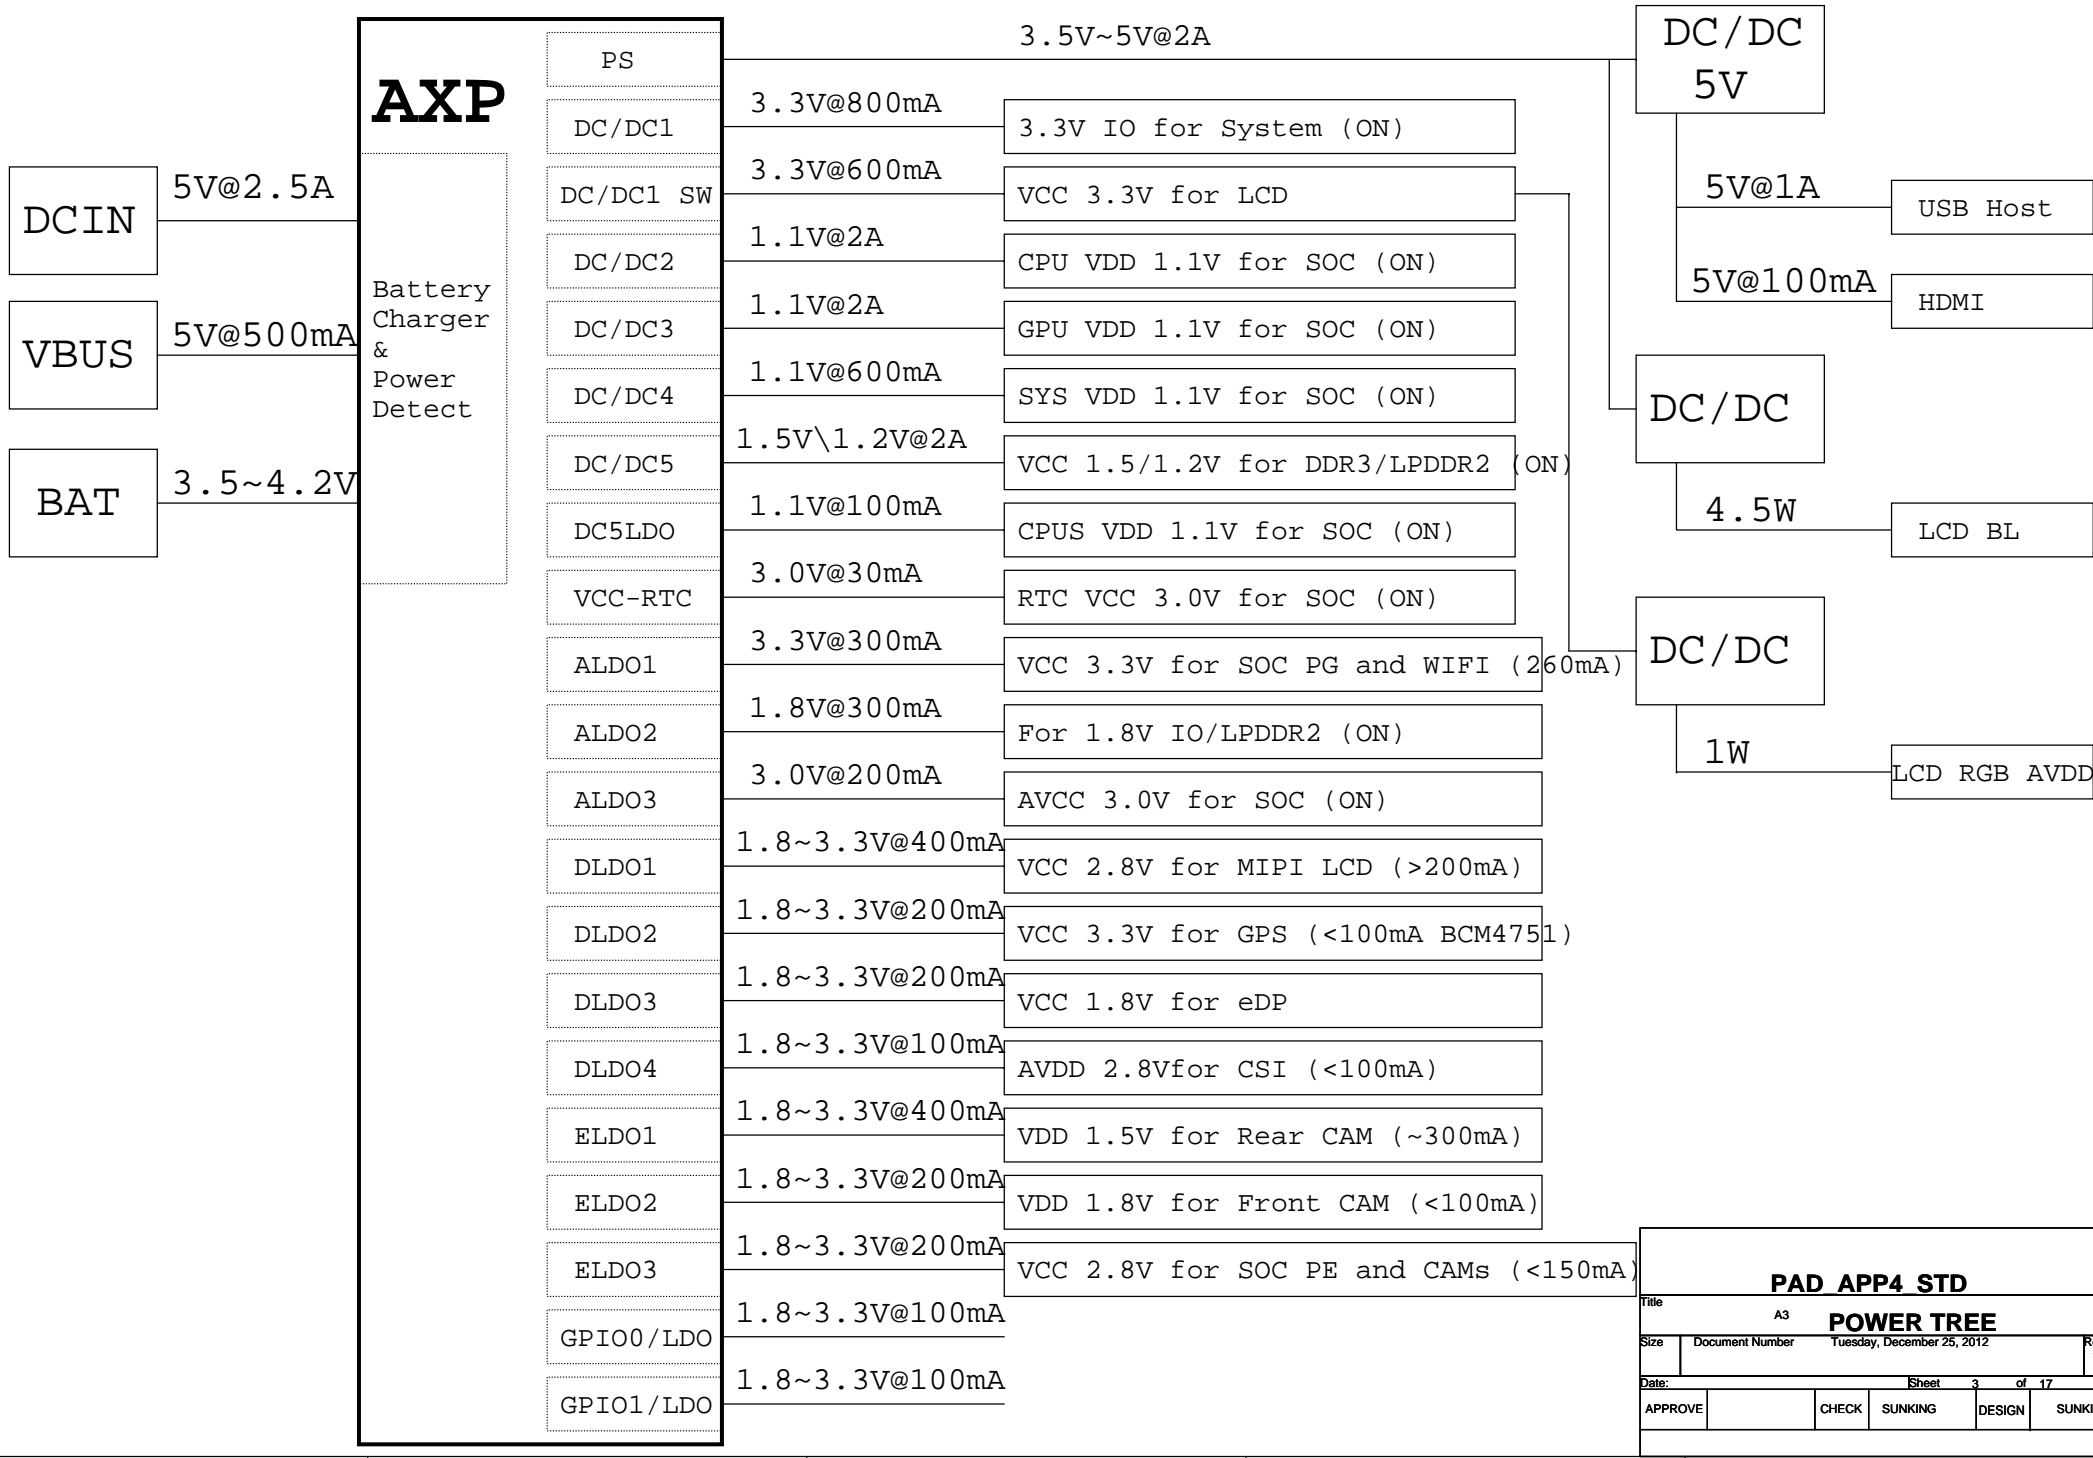 AXP
DCIN
5V@2.5A
VBUS
5V@500mA
BAT
3.5~4.2V
Battery
Charger
&
Power
Detect
PS
3.5V~5V@2A
DC/DC1
3.3V@800mA
3.3V IO for System (ON)
DC/DC1 SW
3.3V@600mA
VCC 3.3V for LCD
DC/DC2
1.1V@2A
CPU VDD 1.1V for SOC (ON)
DC/DC3
1.1V@2A
GPU VDD 1.1V for SOC (ON)
DC/DC4
1.1V@600mA
SYS VDD 1.1V for SOC (ON)
DC/DC5
1.5V\1.2V@2A
VCC 1.5/1.2V for DDR3/LPDDR2 (ON)
DC5LDO
1.1V@100mA
CPUS VDD 1.1V for SOC (ON)
VCC-RTC
3.0V@30mA
RTC VCC 3.0V for SOC (ON)
ALDO1
3.3V@300mA
VCC 3.3V for SOC PG and WIFI (260mA)
ALDO2
1.8V@300mA
For 1.8V IO/LPDDR2 (ON)
ALDO3
3.0V@200mA
AVCC 3.0V for SOC (ON)
DLDO1
1.8~3.3V@400mA
VCC 2.8V for MIPI LCD (>200mA)
DLDO2
1.8~3.3V@200mA
VCC 3.3V for GPS (<100mA BCM4751)
DLDO3
1.8~3.3V@200mA
VCC 1.8V for eDP
DLDO4
1.8~3.3V@100mA
AVDD 2.8Vfor CSI (<100mA)
ELDO1
1.8~3.3V@400mA
VDD 1.5V for Rear CAM (~300mA)
ELDO2
1.8~3.3V@200mA
VDD 1.8V for Front CAM (<100mA)
ELDO3
1.8~3.3V@200mA
VCC 2.8V for SOC PE and CAMs (<150mA)
GPIO0/LDO
1.8~3.3V@100mA
GPIO1/LDO
1.8~3.3V@100mA
DC/DC
5V
5V@1A
USB Host
5V@100mA
HDMI
DC/DC
4.5W
LCD BL
DC/DC
1W
LCD RGB AVDD
PAD_APP4_STD
Title
A3
POWER TREE
Size
Document Number
Tuesday, December 25, 2012
Date:
Sheet 3 of 17
APPROVE
CHECK
SUNKING
DESIGN